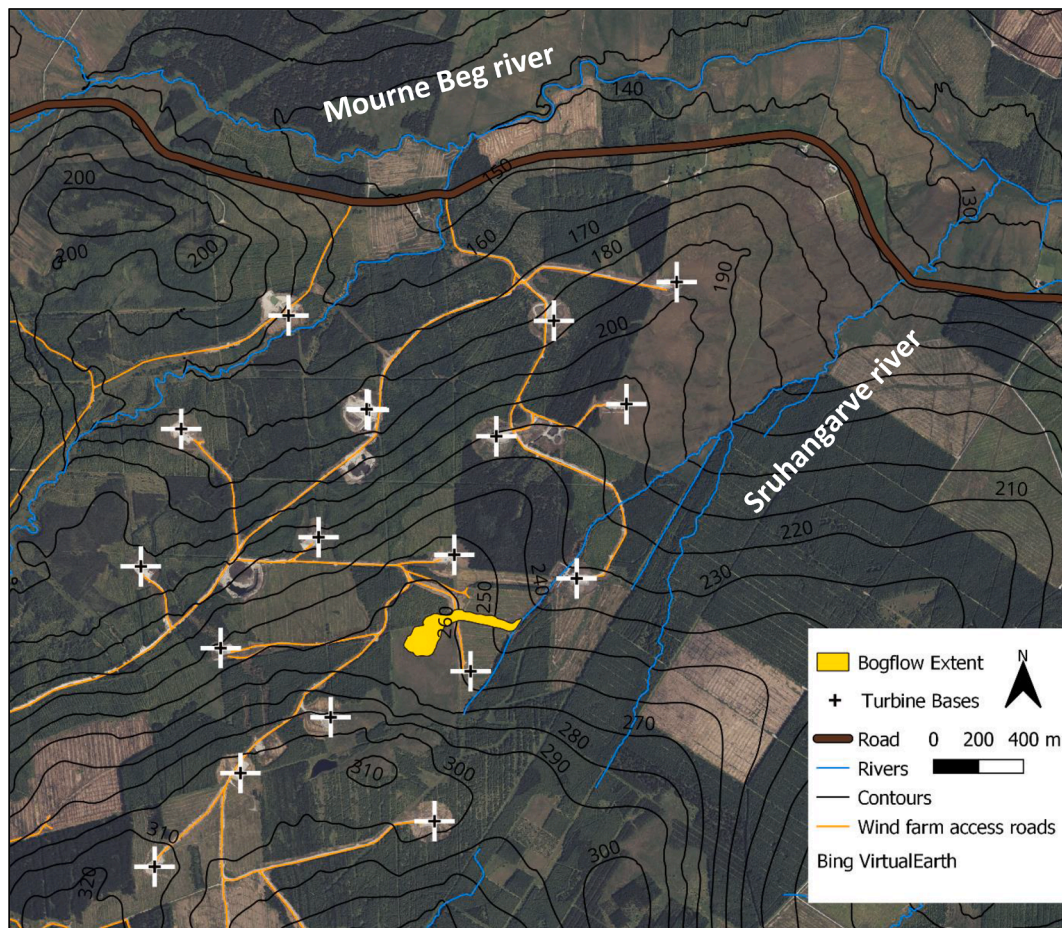 Mourne Beg river
140
200
150
130
200
200
160
170
180
190
200
Sruhangarve river
210
220
240
250
230
260
270
280
290
300
310
310
320
300
Bogflow Extent
N
Turbine Bases
Road
0 200 400 m
Rivers
Contours
Wind farm access roads
Bing VirtualEarth